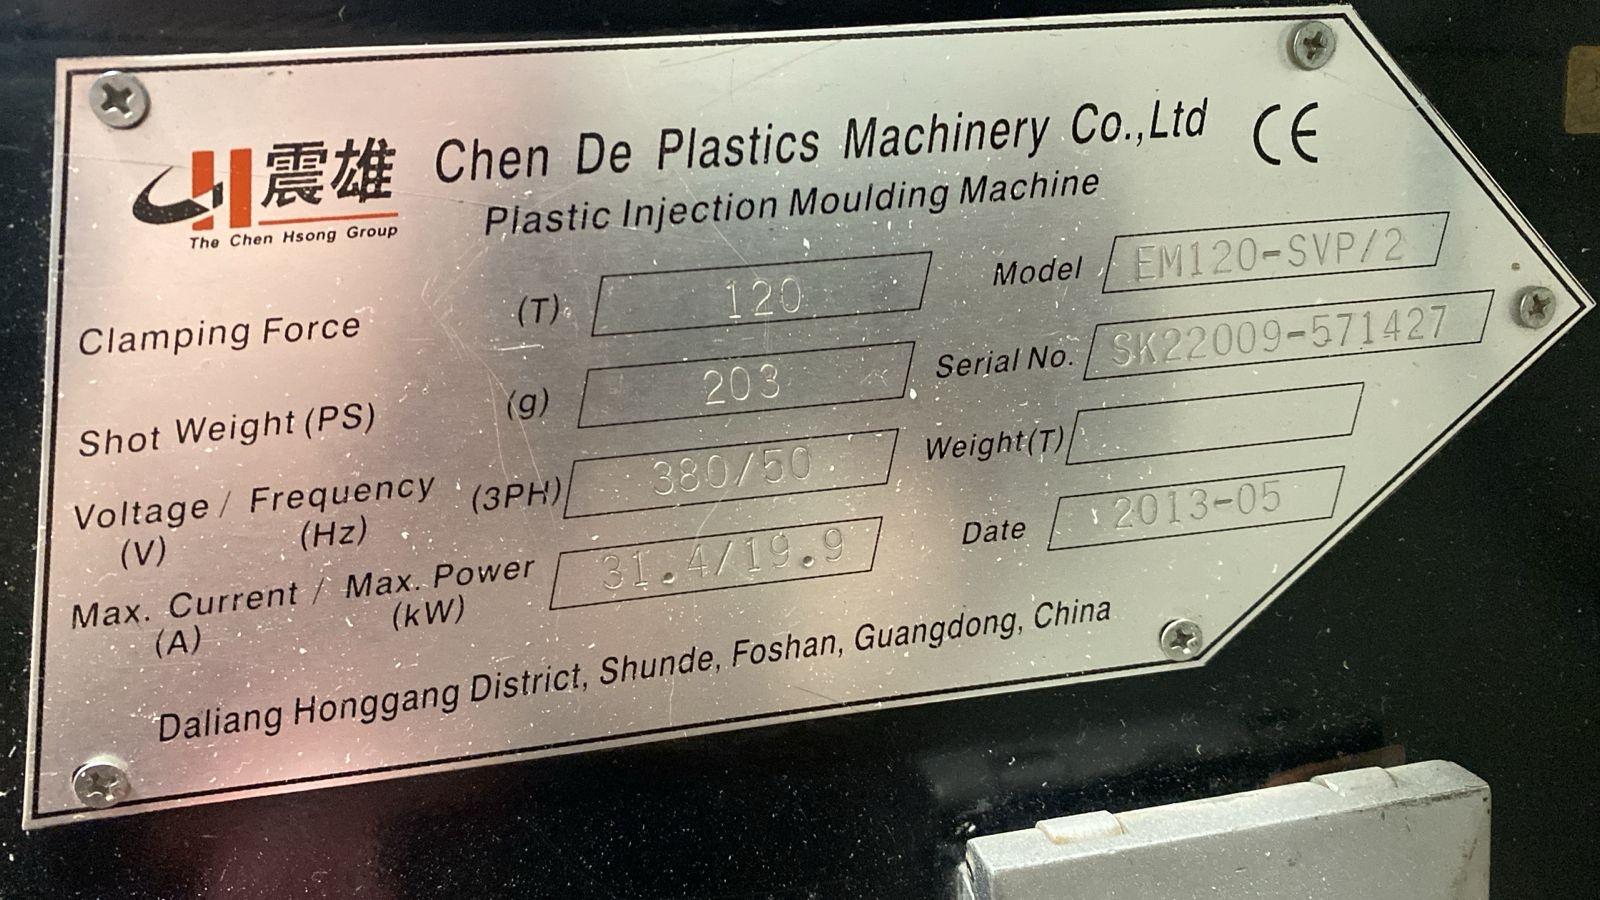 震雄
The Chen Hsong Group
Chen De Plastics Machinery Co.,Ltd CE
Plastic Injection Moulding Machine
Clamping Force (T) 120 Model EM120-SVP/2
Shot Weight (PS) (g) 203 Serial No. SK22009-571427
Voltage / Frequency (3PH) 380/50 Weight(T)
(V) (Hz)
Max. Current / Max. Power 31.4/19.9 Date 2013-05
(A) (kW)
Daliang Honggang District, Shunde, Foshan, Guangdong, China